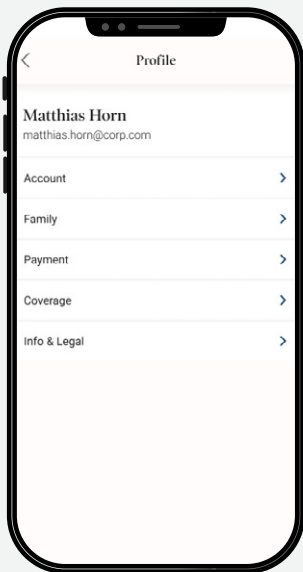 Profile
Matthias Horn
matthias.horn@corp.com
Account
Family
Payment
Coverage
Info & Legal